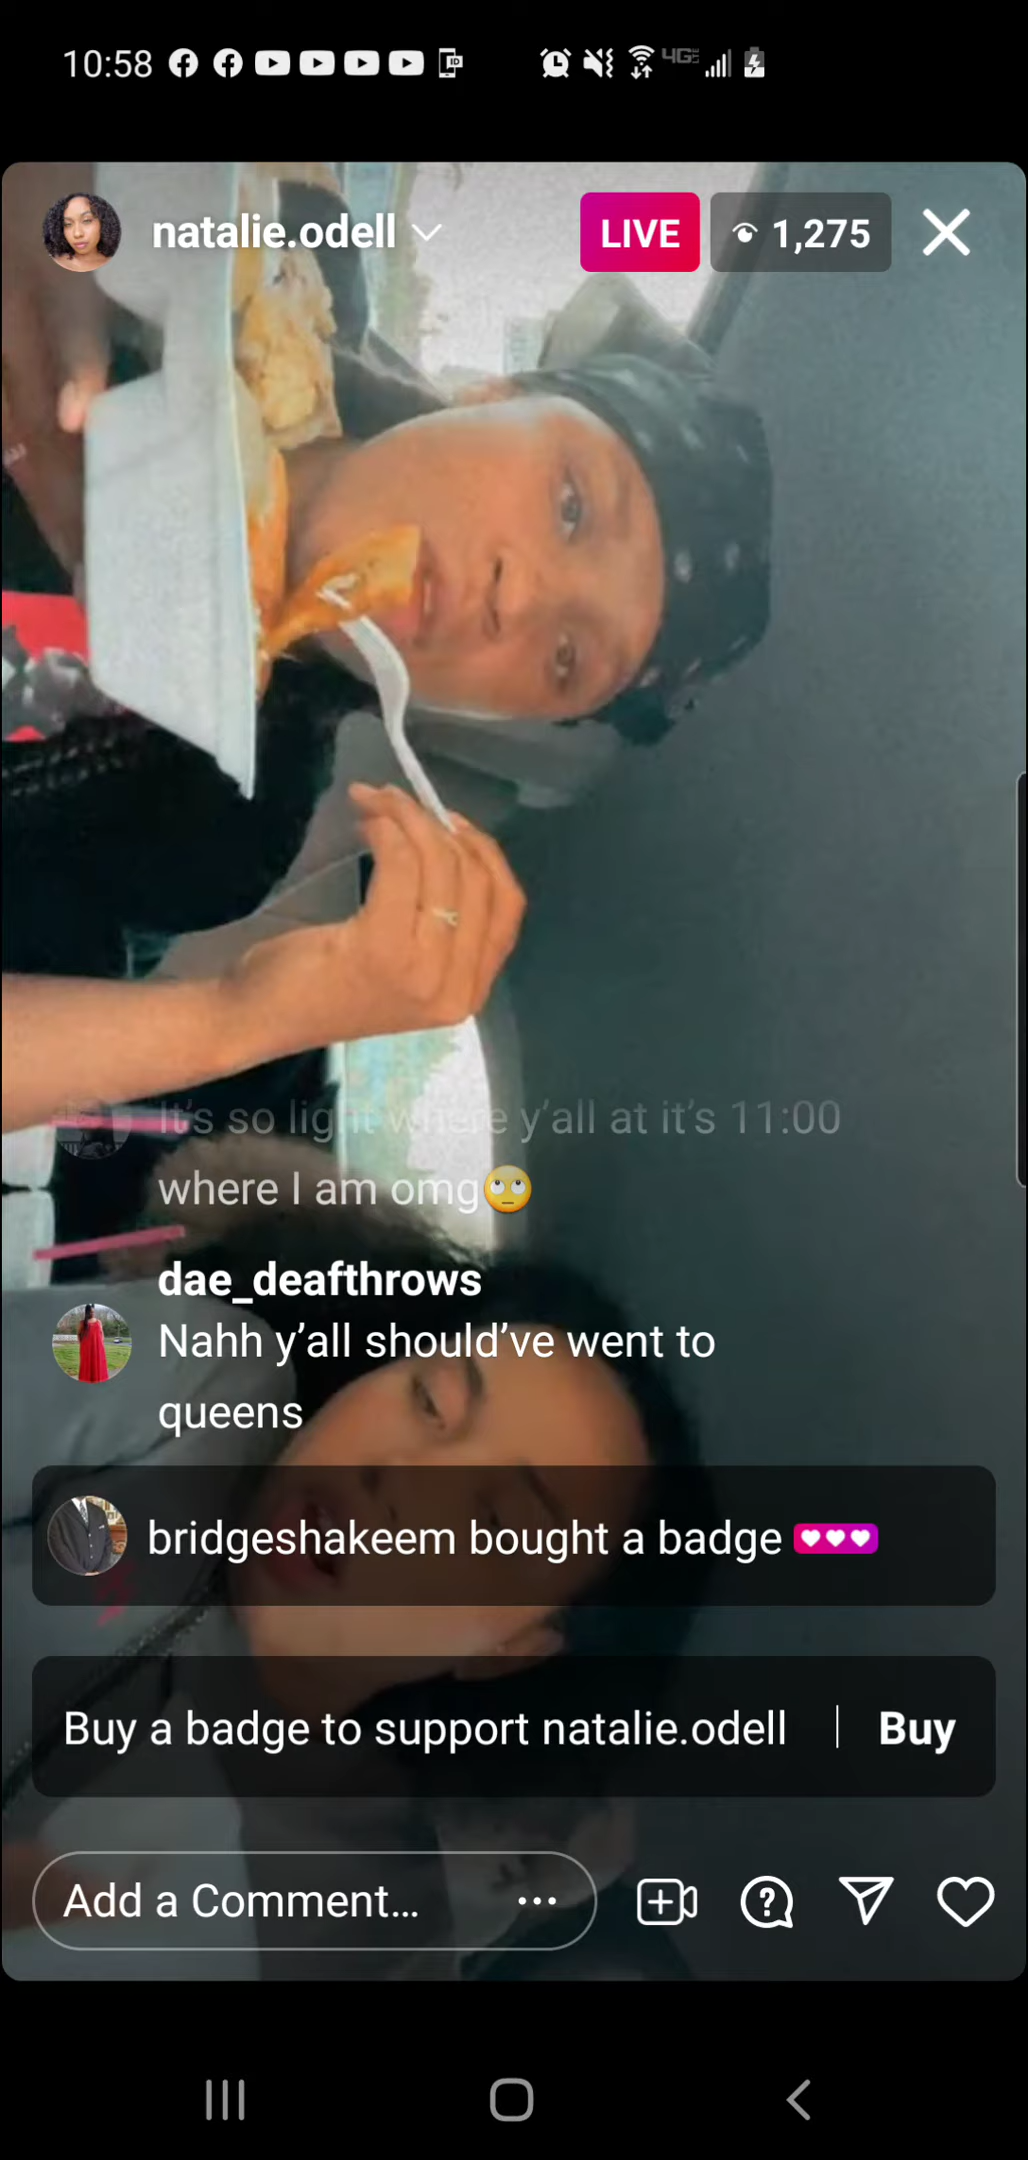 10:58
4GE
natalie.odell
LIVE
1,275
It's so light where y'all at it's 11:00
where I am omg🙄
dae_deafthrows
Nahh y'all should've went to
queens
bridgeshakeem bought a badge
Buy a badge to support natalie.odell | Buy
Add a Comment...